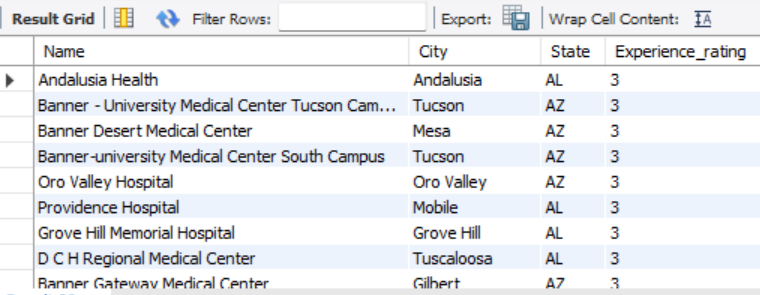 Result Grid Filter Rows: Export: Wrap Cell Content: IA
Name City State Experience_rating
Andalusia Health Andalusia AL 3
Banner - University Medical Center Tucson Cam... Tucson AZ 3
Banner Desert Medical Center Mesa AZ 3
Banner-university Medical Center South Campus Tucson AZ 3
Oro Valley Hospital Oro Valley AZ 3
Providence Hospital Mobile AL 3
Grove Hill Memorial Hospital Grove Hill AL 3
D C H Regional Medical Center Tuscaloosa AL 3
Banner Gateway Medical Center Gilbert AZ 3